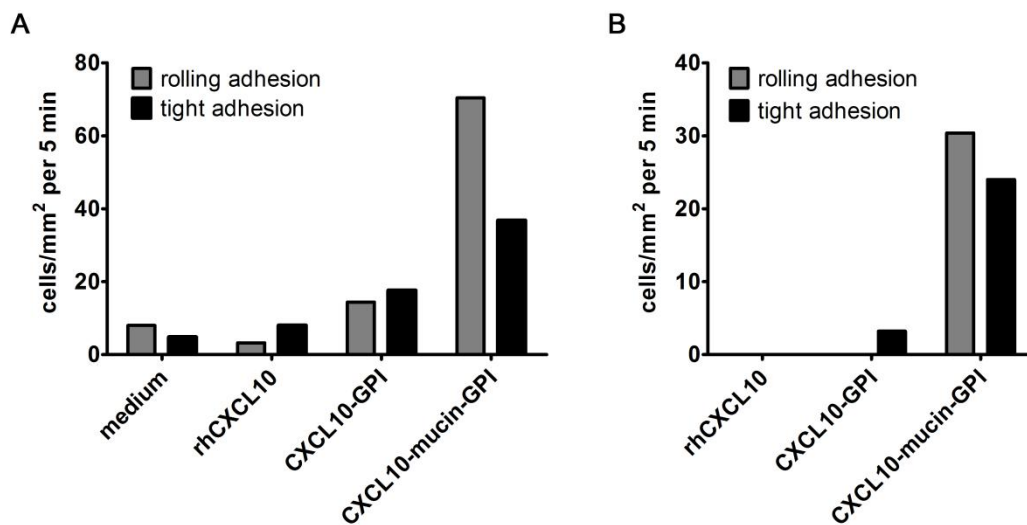 A
cells/mm² per 5 min
80
60
40
20
0
rolling adhesion
tight adhesion
medium
rhCXCL10
CXCL10-GPI
CXCL10-mucin-GPI
B
cells/mm² per 5 min
40
30
20
10
0
rolling adhesion
tight adhesion
rhCXCL10
CXCL10-GPI
CXCL10-mucin-GPI